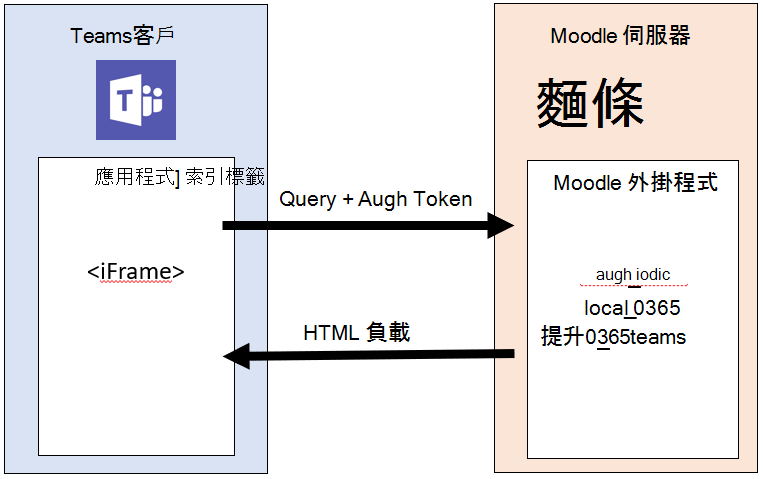 Teams客戶
Moodle 伺服器
T
麵條
應用程式] 索引標籤
Moodle 外掛程式
Query + Augh Token
<iFrame>
augh iodic
local_0365
HTML 負載
提升0365teams